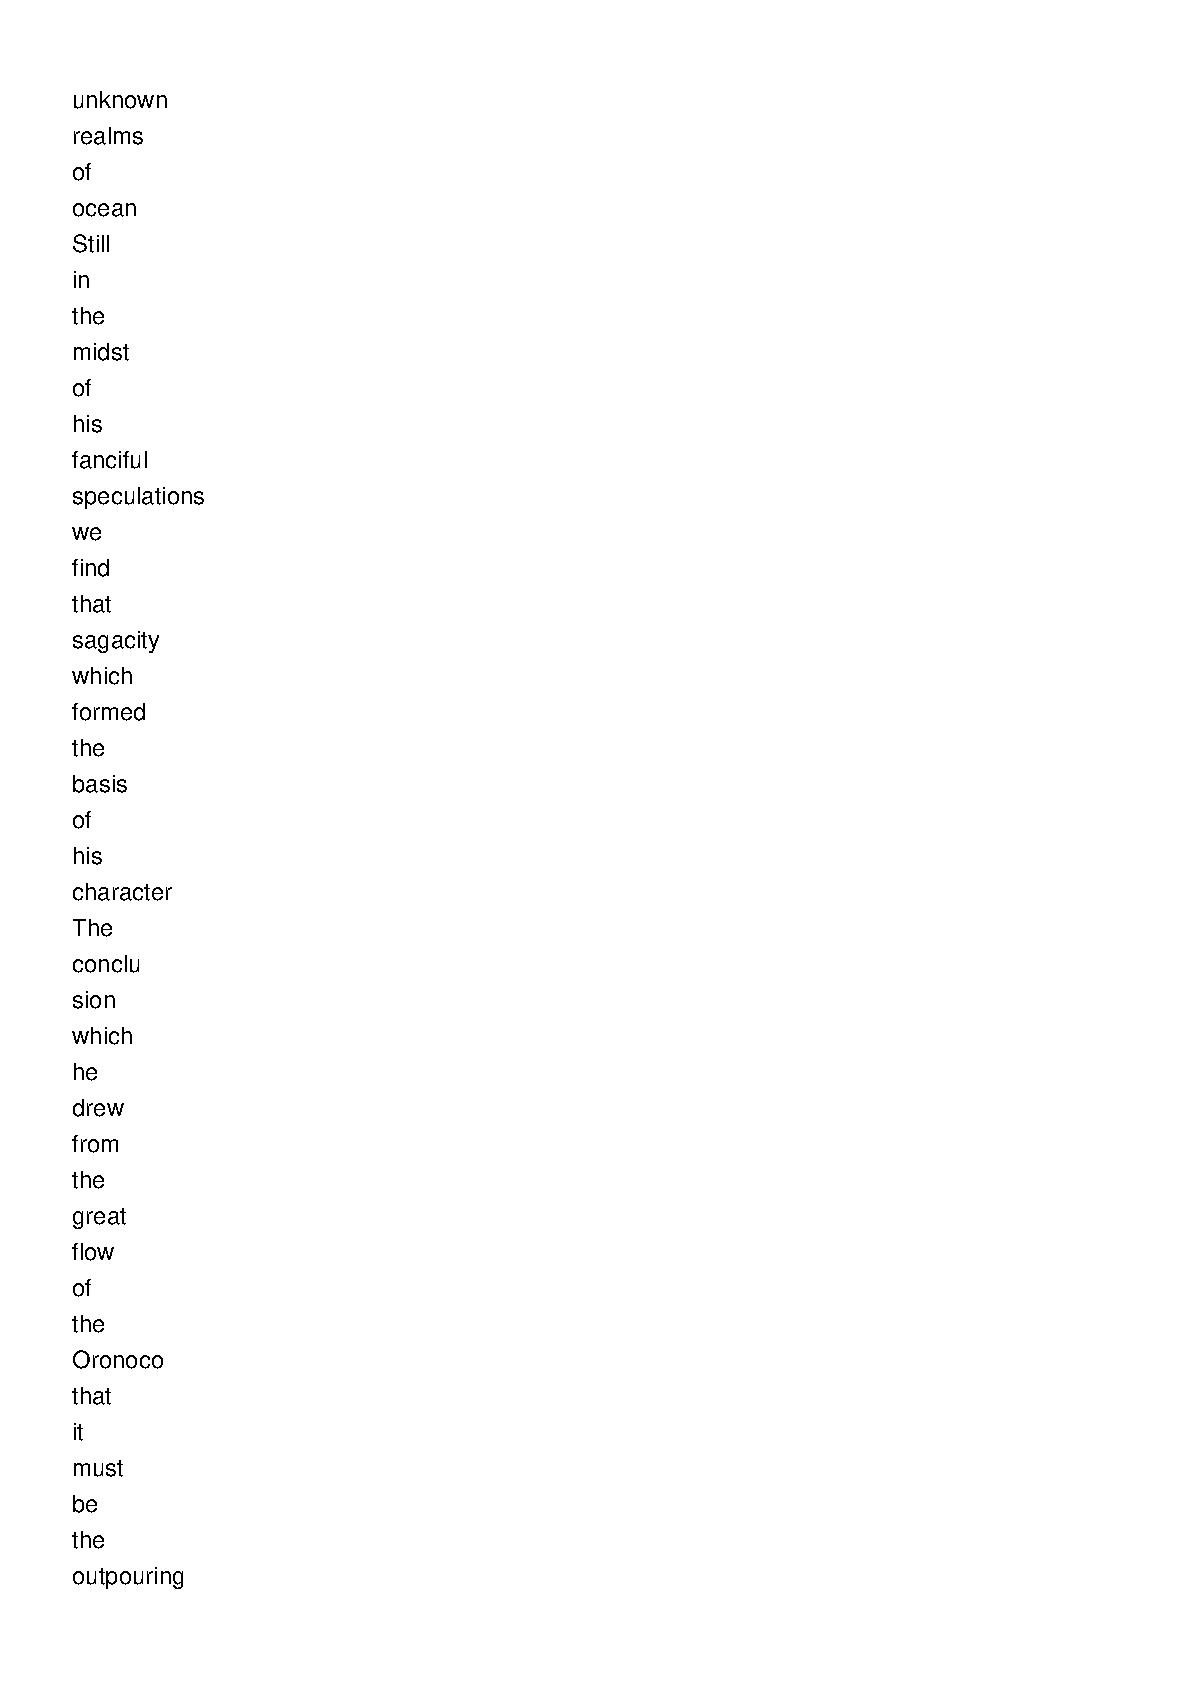 unknown
realms
of
ocean
Still
in
the
midst
of
his
fanciful
speculations
we
find
that
sagacity
which
formed
the
basis
of
his
character
The
conclu
sion
which
he
drew
from
the
great
flow
of
the
Oronoco
that
it
must
be
the
outpouring